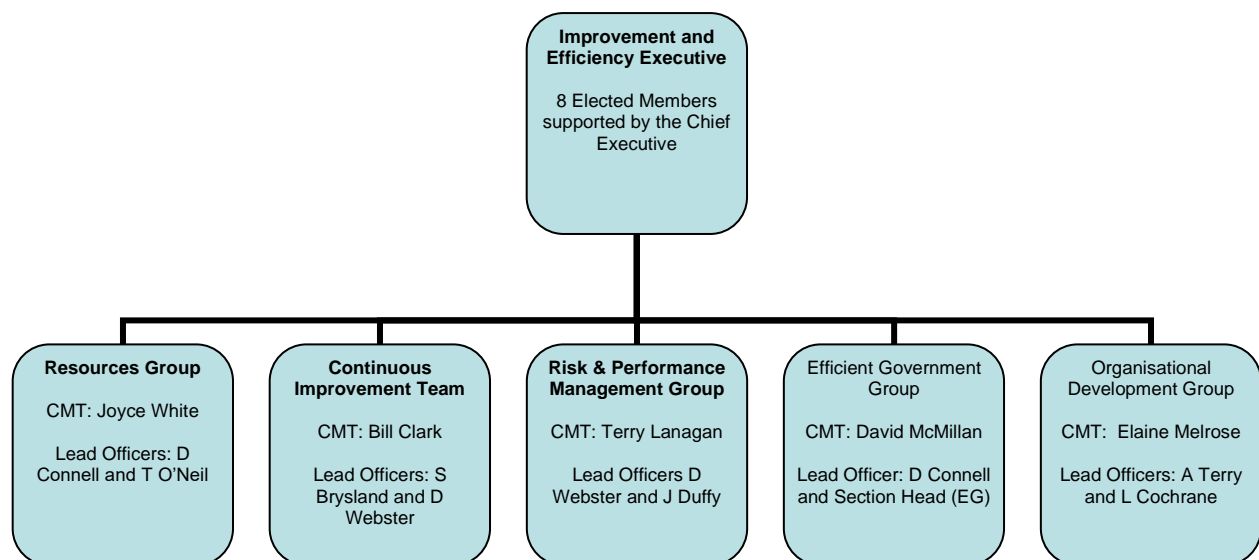 Improvement and
Efficiency Executive
8 Elected Members
supported by the Chief
Executive
Resources Group
CMT: Joyce White
Lead Officers: D
Connell and T O’Neil
Continuous
Improvement Team
CMT: Bill Clark
Lead Officers: S
Brysland and D
Webster
Risk & Performance
Management Group
CMT: Terry Lanagan
Lead Officers D
Webster and J Duffy
Efficient Government
Group
CMT: David McMillan
Lead Officer: D Connell
and Section Head (EG)
Organisational
Development Group
CMT: Elaine Melrose
Lead Officers: A Terry
and L Cochrane